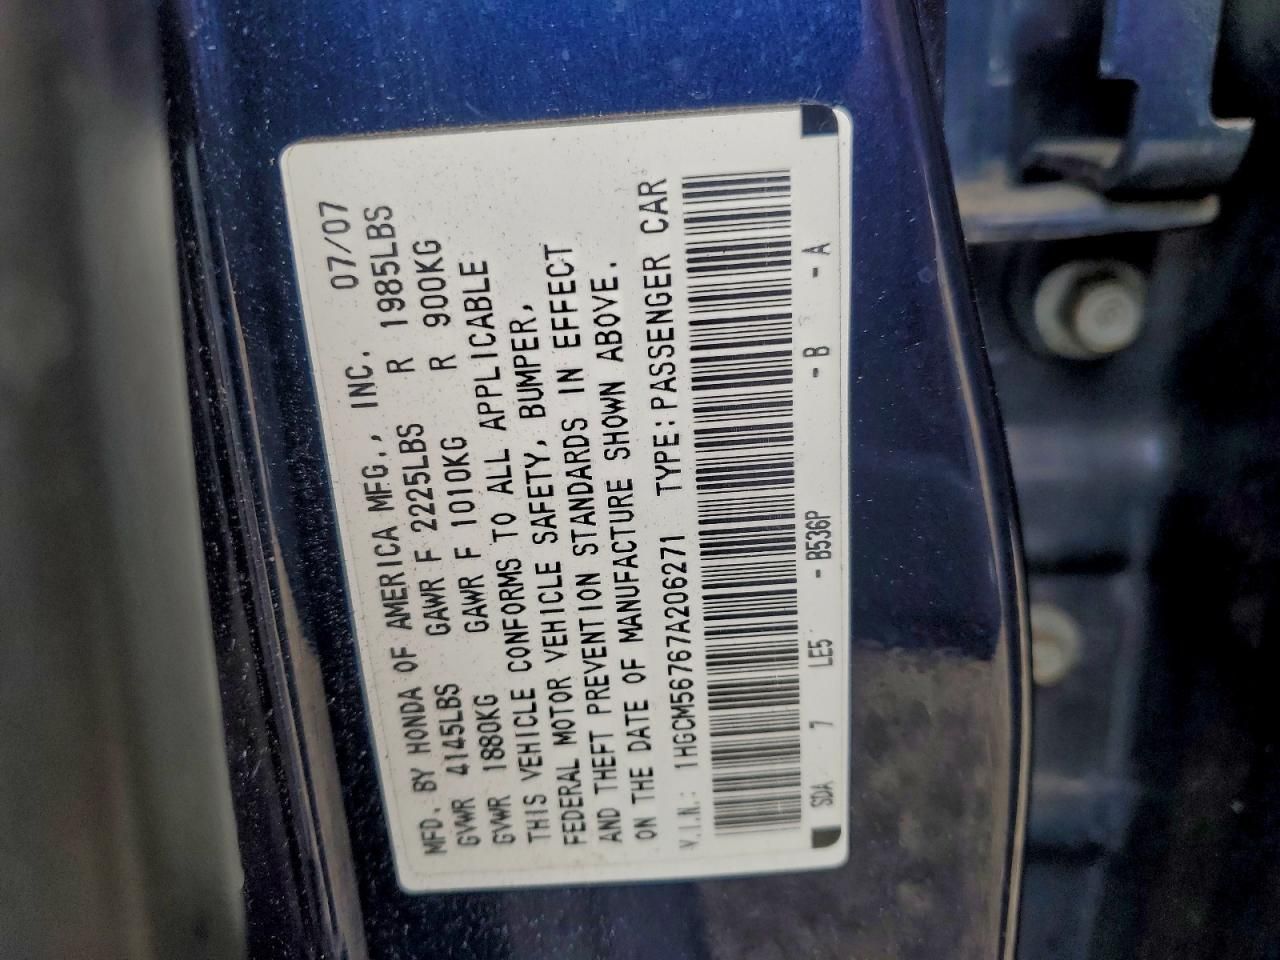 MFD. BY HONDA OF AMERICA MFG., INC. 07/07
GVWR 4145LBS GAWR F 2225LBS R 1985LBS
GVWR 1880KG GAWR F 1010KG R 900KG
THIS VEHICLE CONFORMS TO ALL APPLICABLE
FEDERAL MOTOR VEHICLE SAFETY, BUMPER,
AND THEFT PREVENTION STANDARDS IN EFFECT
ON THE DATE OF MANUFACTURE SHOWN ABOVE.
V.I.N.: 1HGCM56767A206271 TYPE: PASSENGER CAR
SDA 7 LE5 - B536P - B - A